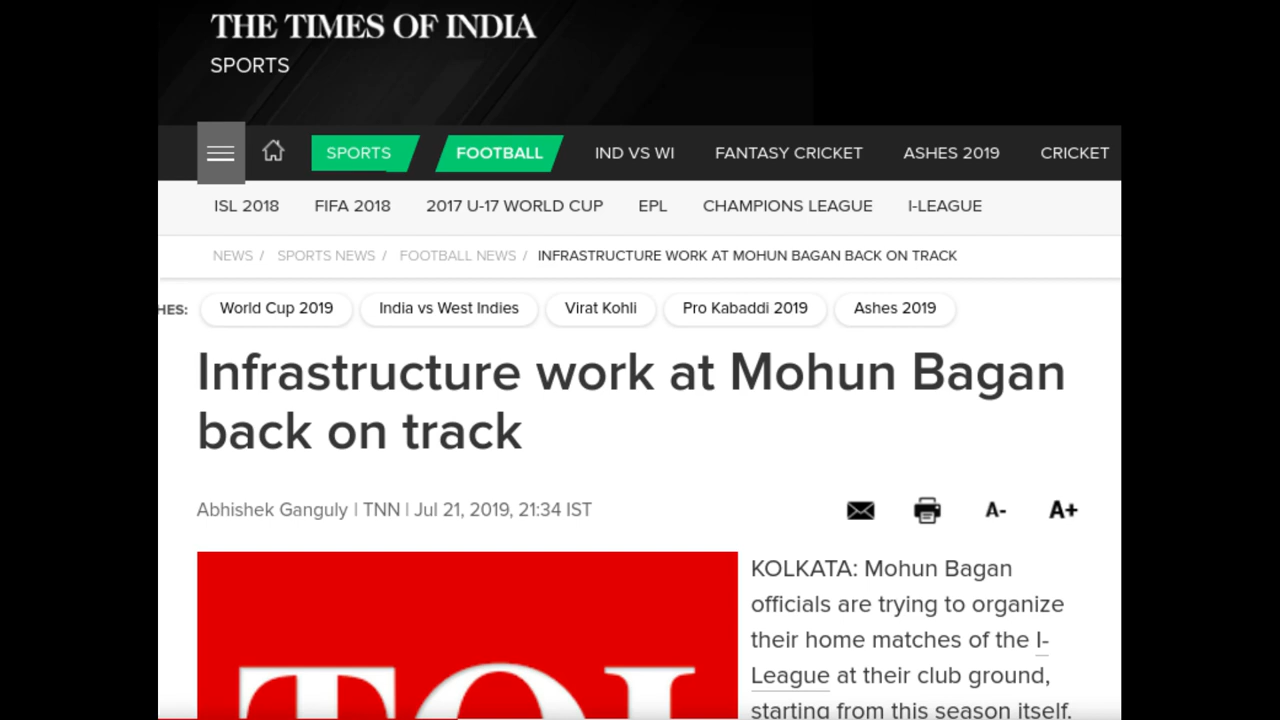 THE TIMES OF INDIA
SPORTS
SPORTS FOOTBALL IND VS WI FANTASY CRICKET ASHES 2019 CRICKET
ISL 2018 FIFA 2018 2017 U-17 WORLD CUP EPL CHAMPIONS LEAGUE I-LEAGUE
NEWS / SPORTS NEWS / FOOTBALL NEWS / INFRASTRUCTURE WORK AT MOHUN BAGAN BACK ON TRACK
HES: World Cup 2019 India vs West Indies Virat Kohli Pro Kabaddi 2019 Ashes 2019
Infrastructure work at Mohun Bagan
back on track
Abhishek Ganguly | TNN | Jul 21, 2019, 21:34 IST A- A+
TOI
KOLKATA: Mohun Bagan
officials are trying to organize
their home matches of the I-
League at their club ground,
starting from this season itself.